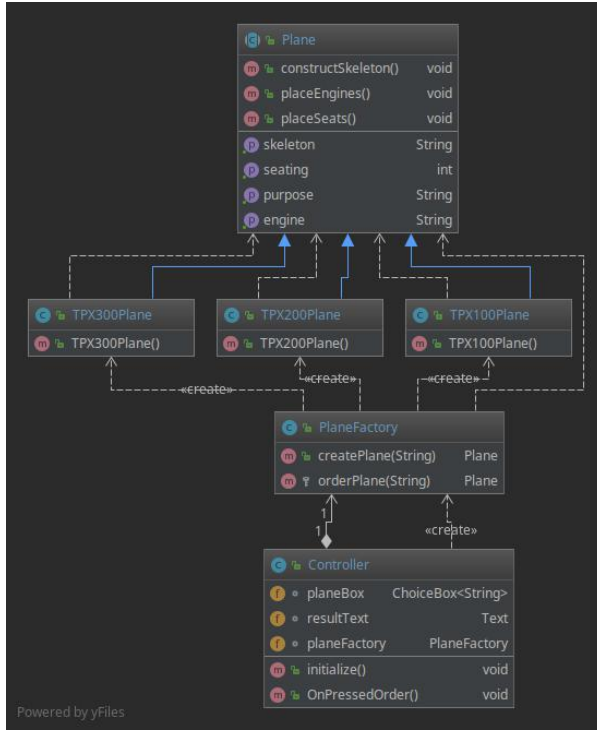 Plane
constructSkeleton() void
placeEngines() void
placeSeats() void
skeleton String
seating int
purpose String
engine String
TPX300Plane TPX200Plane TPX100Plane
TPX300Plane() TPX200Plane() TPX100Plane()
«create» «create» «create»
PlaneFactory
createPlane(String) Plane
orderPlane(String) Plane
1
1 «create»
Controller
planeBox ChoiceBox<String>
resultText Text
planeFactory PlaneFactory
initialize() void
OnPressedOrder() void
Powered by yFiles